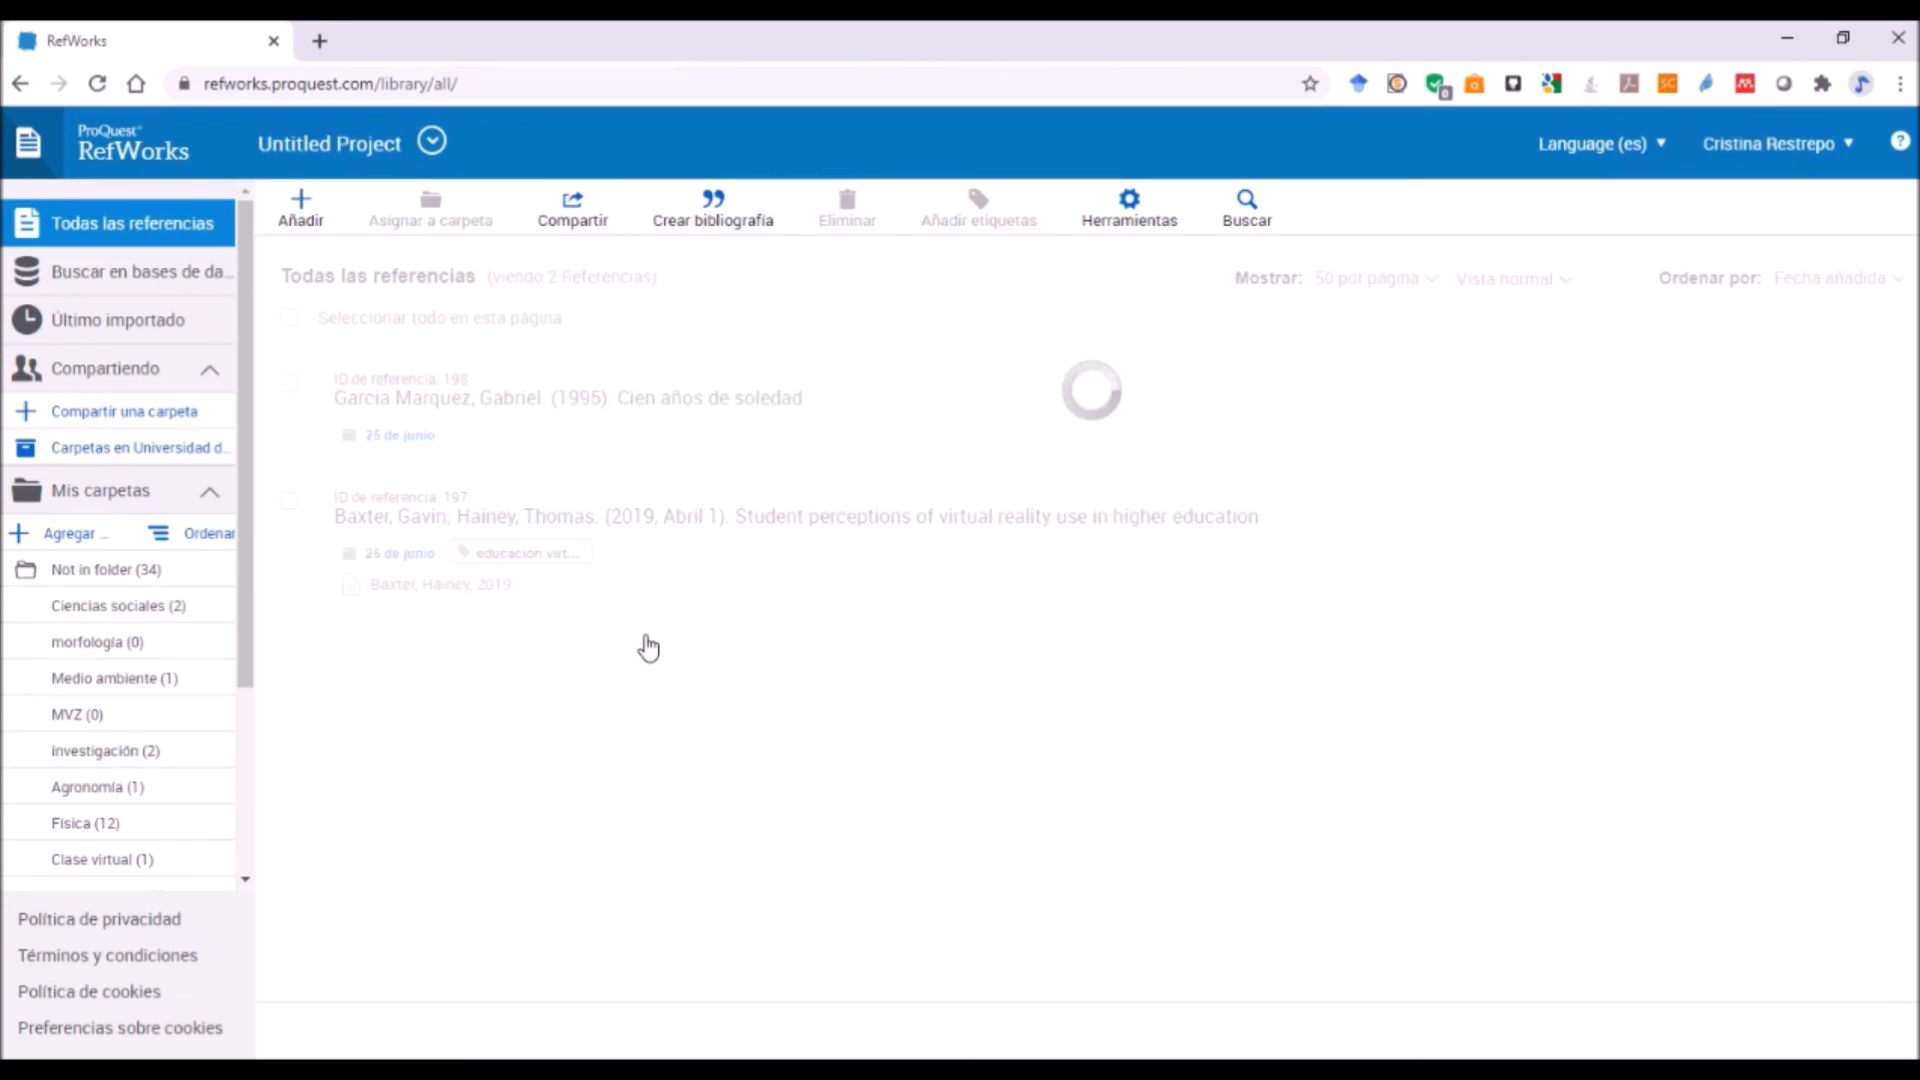 RefWorks
refworks.proquest.com/library/all/
ProQuest®
RefWorks
Untitled Project
Language (es)
Cristina Restrepo
Todas las referencias
Buscar en bases de da...
Último importado
Compartiendo
Compartir una carpeta
Carpetas en Universidad d...
Mis carpetas
Agregar ...
Ordenar
Not in folder (34)
Ciencias sociales (2)
morfología (0)
Medio ambiente (1)
MVZ (0)
investigación (2)
Agronomía (1)
Física (12)
Clase virtual (1)
Política de privacidad
Términos y condiciones
Política de cookies
Preferencias sobre cookies
Añadir
Asignar a carpeta
Compartir
Crear bibliografía
Eliminar
Añadir etiquetas
Herramientas
Buscar
Todas las referencias (viendo 2 Referencias)
Mostrar: 50 por página Vista normal Ordenar por: Fecha añadida
Seleccionar todo en esta página
ID de referencia: 198
Garcia Marquez, Gabriel. (1995). Cien años de soledad
25 de junio
ID de referencia: 197
Baxter, Gavin; Hainey, Thomas. (2019, Abril 1). Student perceptions of virtual reality use in higher education
25 de junio educacion virt...
Baxter, Hainey, 2019